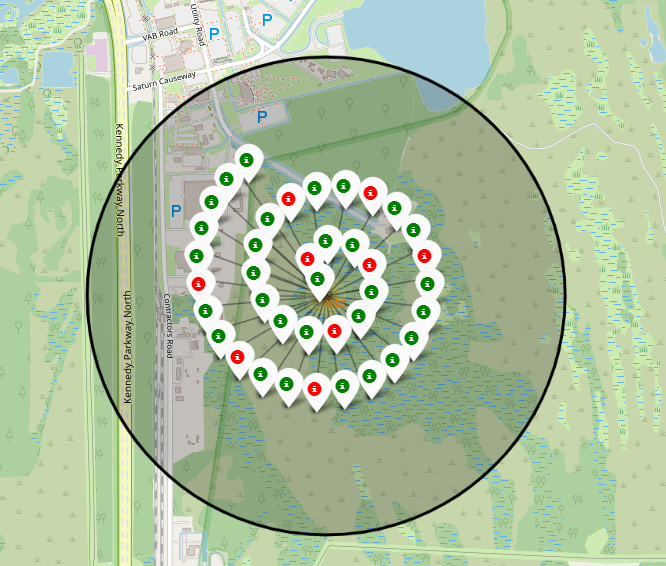 Utility Road
P
P
VAB Road
Saturn Causeway
P
Kennedy Parkway North
P
Kennedy Parkway North
Contractors Road